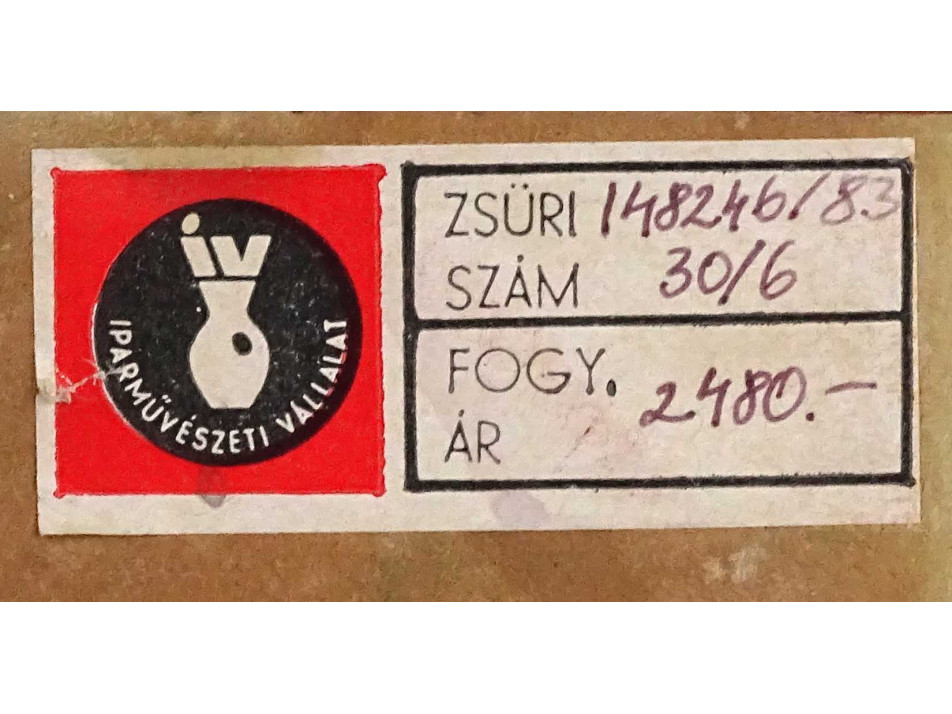 iv
IPARMŰVÉSZETI VÁLLALAT
ZSÜRI 148246/83
SZÁM 30/6
FOGY.
ÁR 2480.-